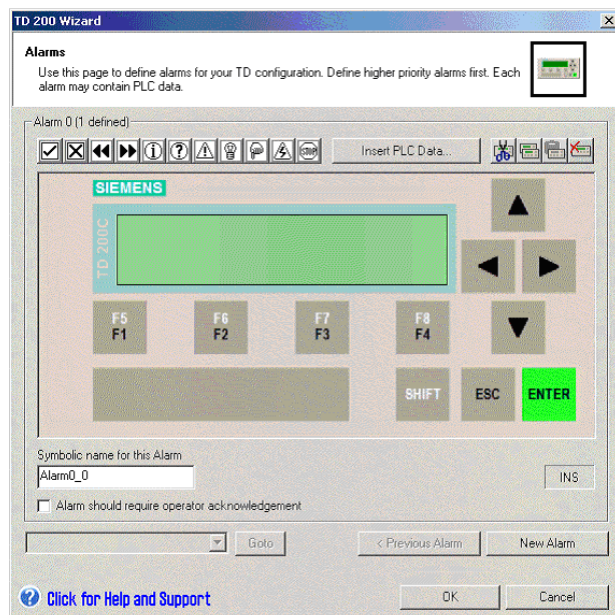 TD 200 Wizard
Alarms
Use this page to define alarms for your TD configuration. Define higher priority alarms first. Each
alarm may contain PLC data.
Alarm 0 (1 defined)
STOP
Insert PLC Data...
SIEMENS
TD 200C
F5 F6 F7 F8
F1 F2 F3 F4
SHIFT ESC ENTER
Symbolic name for this Alarm
Alarm0_0
INS
Alarm should require operator acknowledgement
Goto
< Previous Alarm
New Alarm
Click for Help and Support
OK
Cancel